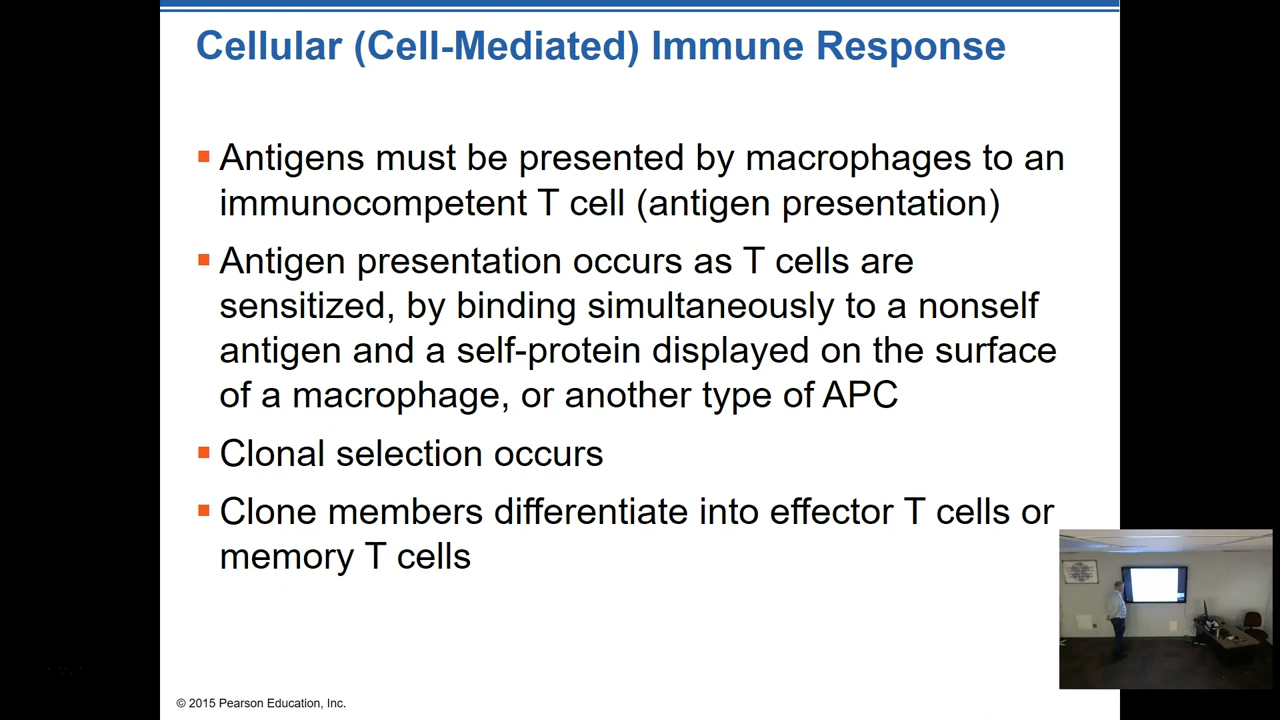 Cellular (Cell-Mediated) Immune Response
Antigens must be presented by macrophages to an
immunocompetent T cell (antigen presentation)
Antigen presentation occurs as T cells are
sensitized, by binding simultaneously to a nonself
antigen and a self-protein displayed on the surface
of a macrophage, or another type of APC
Clonal selection occurs
Clone members differentiate into effector T cells or
memory T cells
© 2015 Pearson Education, Inc.